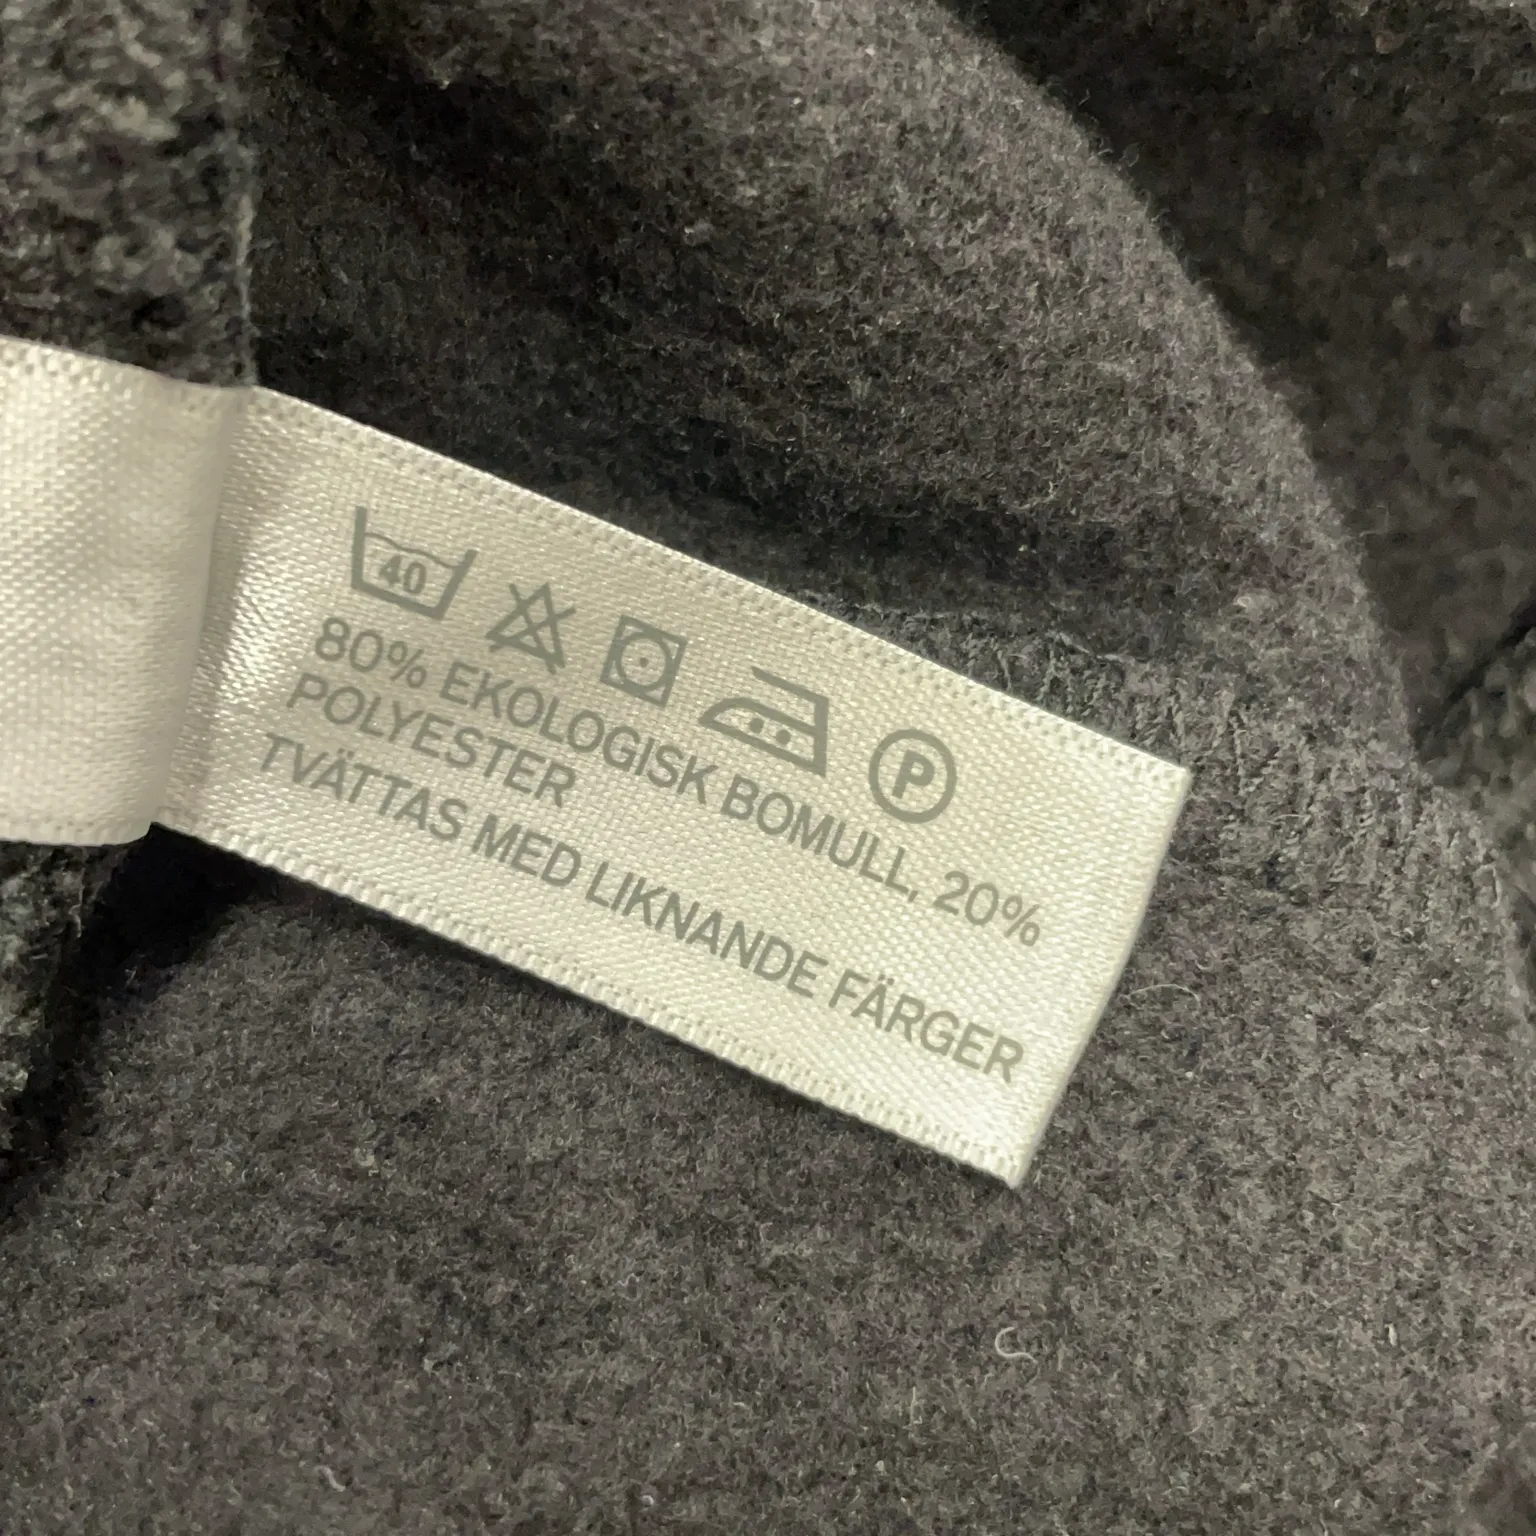 40
P
80% EKOLOGISK BOMULL, 20%
POLYESTER
TVÄTTAS MED LIKNANDE FÄRGER